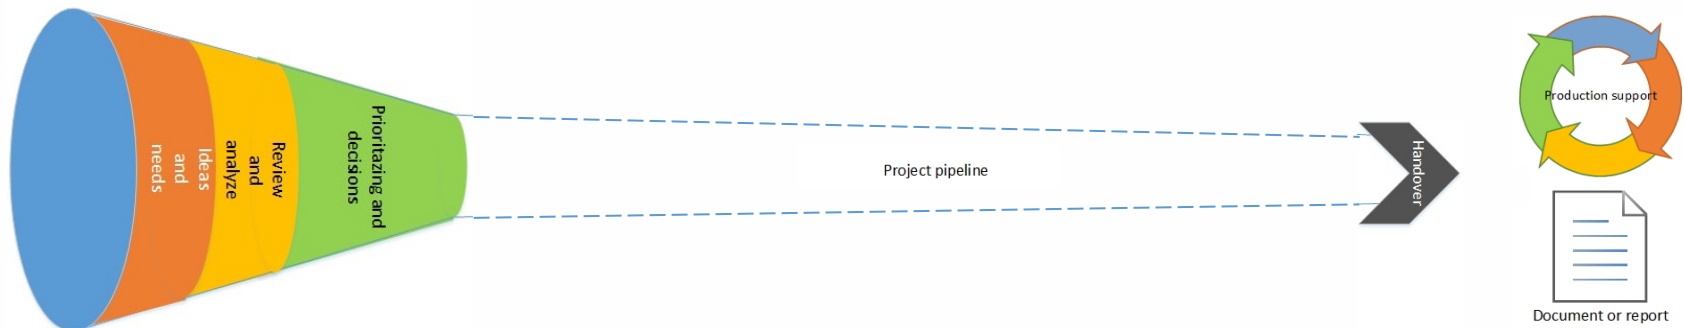 Ideas
and
needs
Review
and
analyze
Prioritazing and
decisions
Project pipeline
Handover
Production support
Document or report